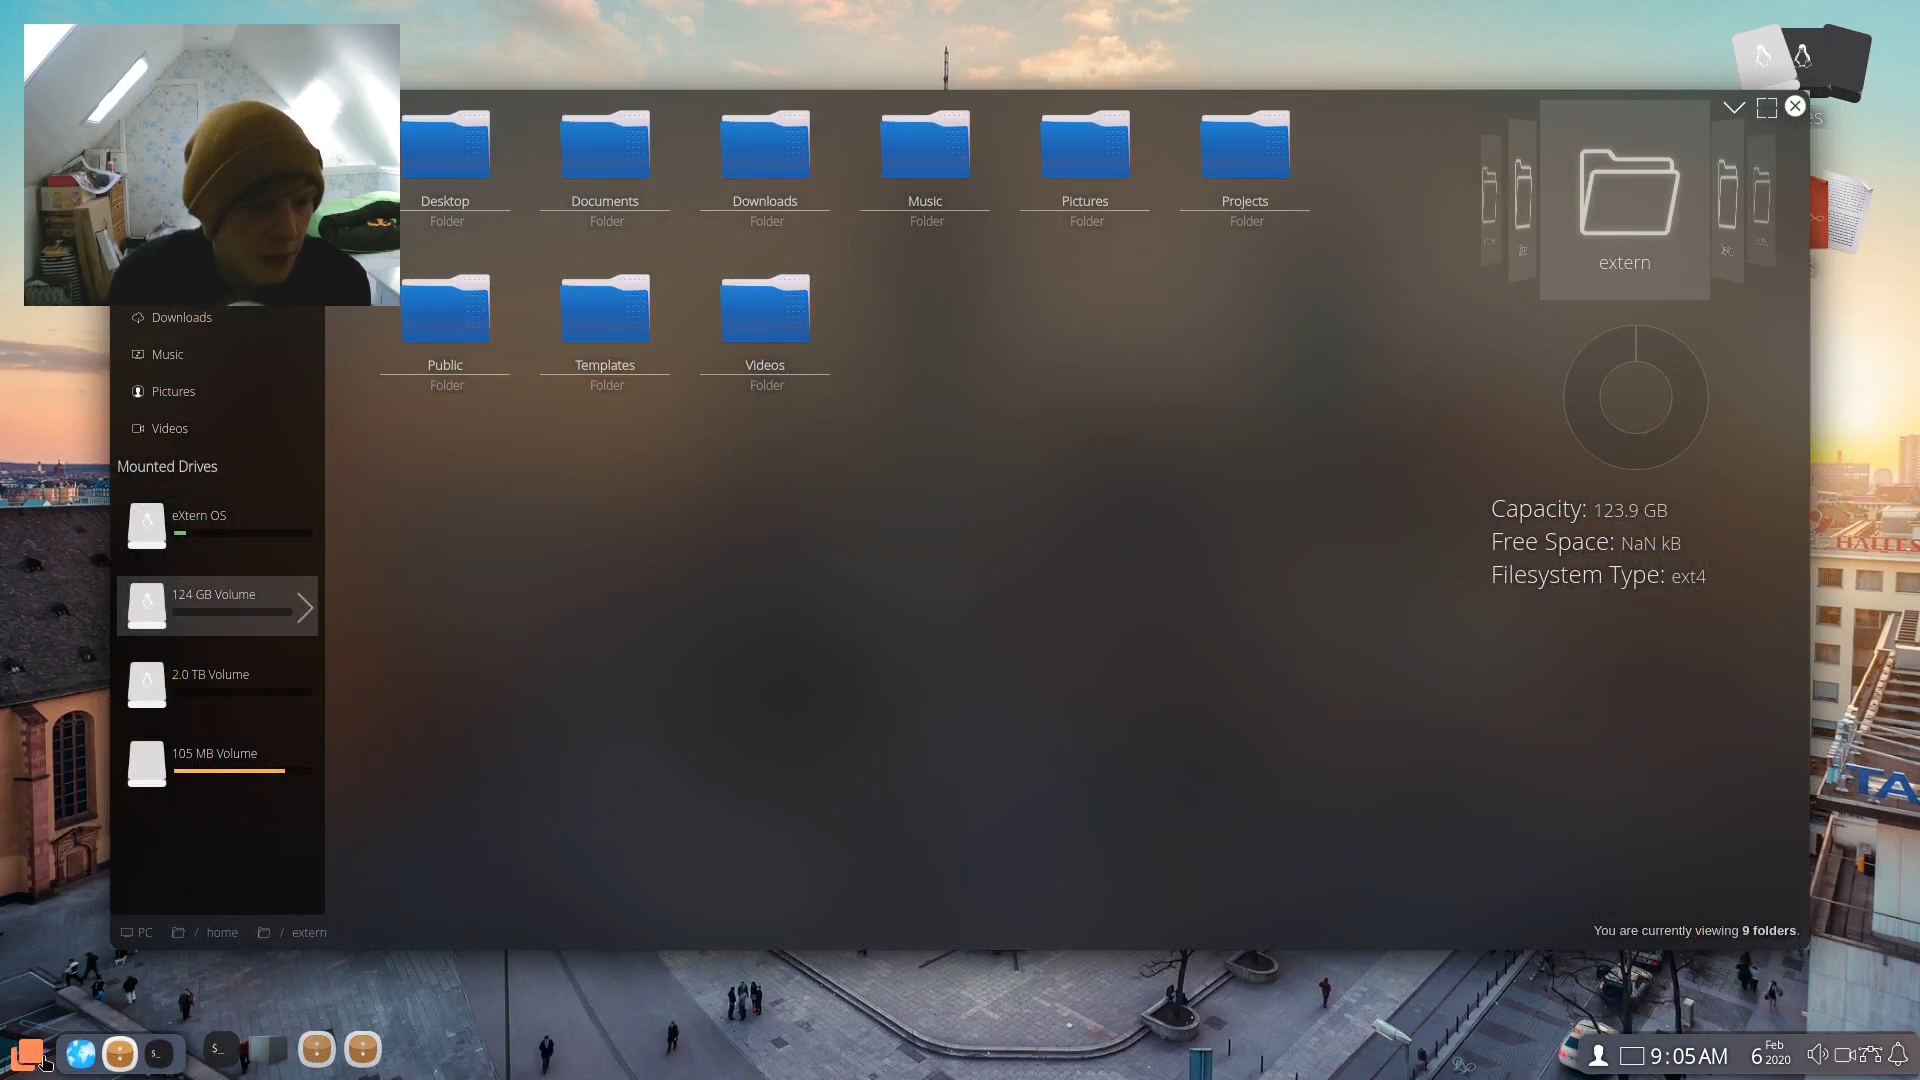 Desktop
Folder
Documents
Folder
Downloads
Folder
Music
Folder
Pictures
Folder
Projects
Folder
Public
Folder
Templates
Folder
Videos
Folder
extern
Downloads
Music
Pictures
Videos
Mounted Drives
eXtern OS
124 GB Volume
2.0 TB Volume
105 MB Volume
Capacity: 123.9 GB
Free Space: NaN kB
Filesystem Type: ext4
HALLES
TA
PC / home / extern
You are currently viewing 9 folders.
$_
$_
9:05 AM
6 Feb 2020